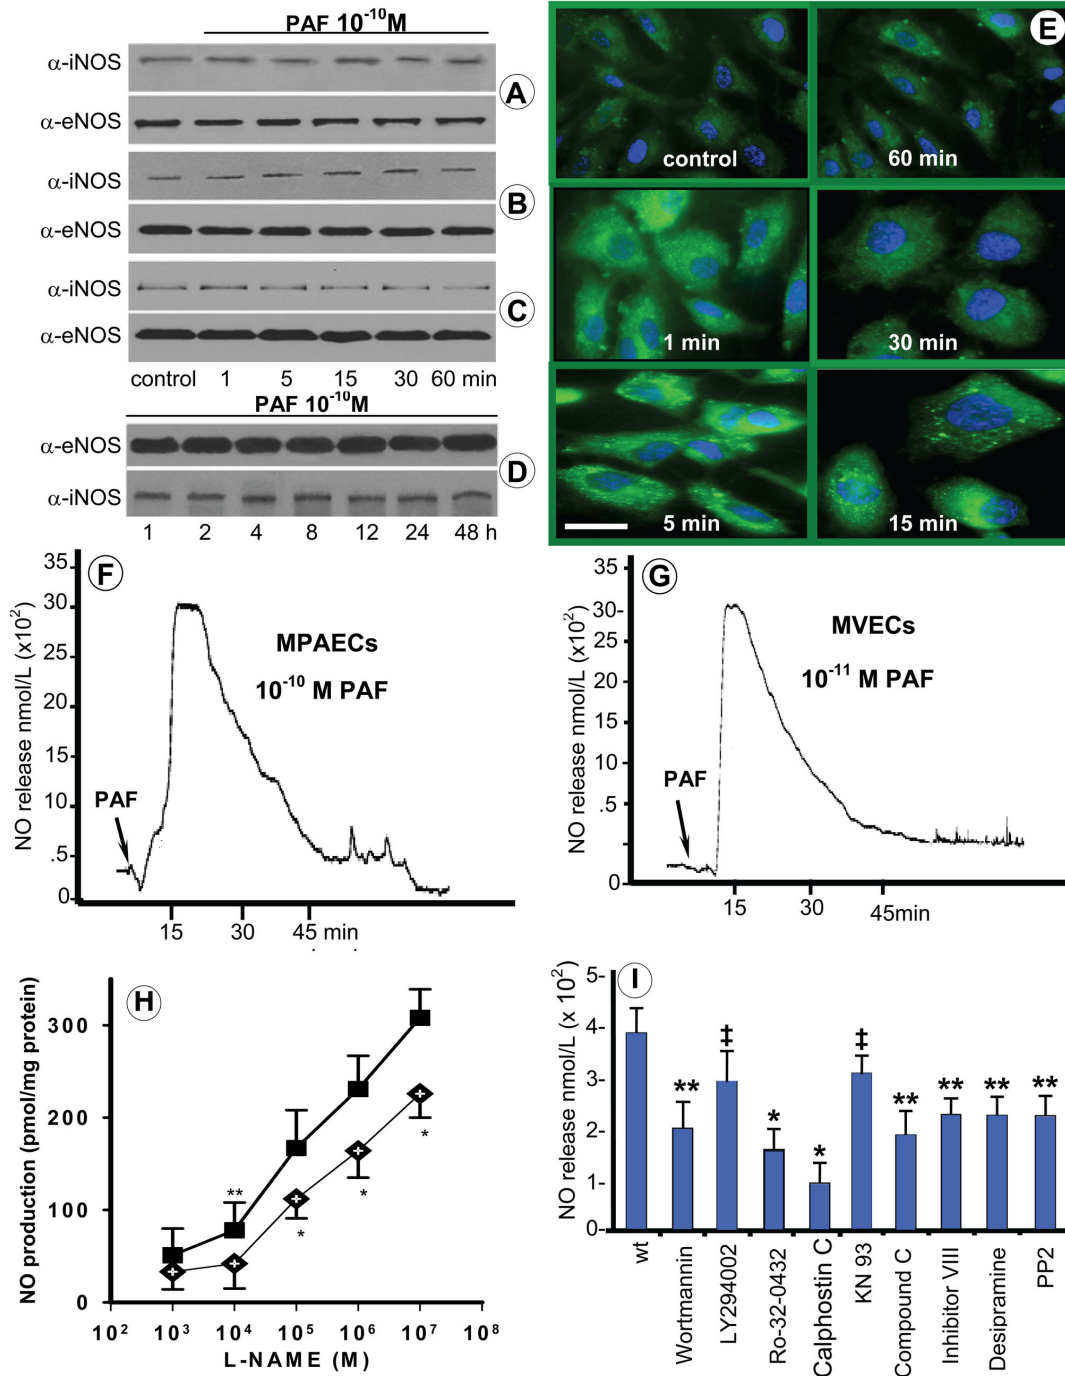 PAF 10⁻¹⁰M
α-iNOS
A
α-eNOS
α-iNOS
B
α-eNOS
α-iNOS
C
α-eNOS
control 1 5 15 30 60 min
PAF 10⁻¹⁰M
α-eNOS
D
α-iNOS
1 2 4 8 12 24 48 h
E
control
60 min
1 min
30 min
5 min
15 min
F
NO release nmol/L (x10²)
35
30
25
20
15
10
.5
0
MPAECs
10⁻¹⁰ M PAF
PAF
15 30 45 min
G
NO release nmol/L (x10²)
35
30-
25
20
15
10
.5
0
MVECs
10⁻¹¹ M PAF
PAF
15 30 45min
H
NO production (pmol/mg protein)
300
200
100
0
**
*
*
*
10² 10³ 10⁴ 10⁵ 10⁶ 10⁷ 10⁸
L-NAME (M)
I
NO release nmol/L (x 10²)
5-
4-
3-
2-
1-
0-
** ‡ * * ‡ ** ** ** **
wt
Wortmannin
LY294002
Ro-32-0432
Calphostin C
KN 93
Compound C
Inhibitor VIII
Desipramine
PP2